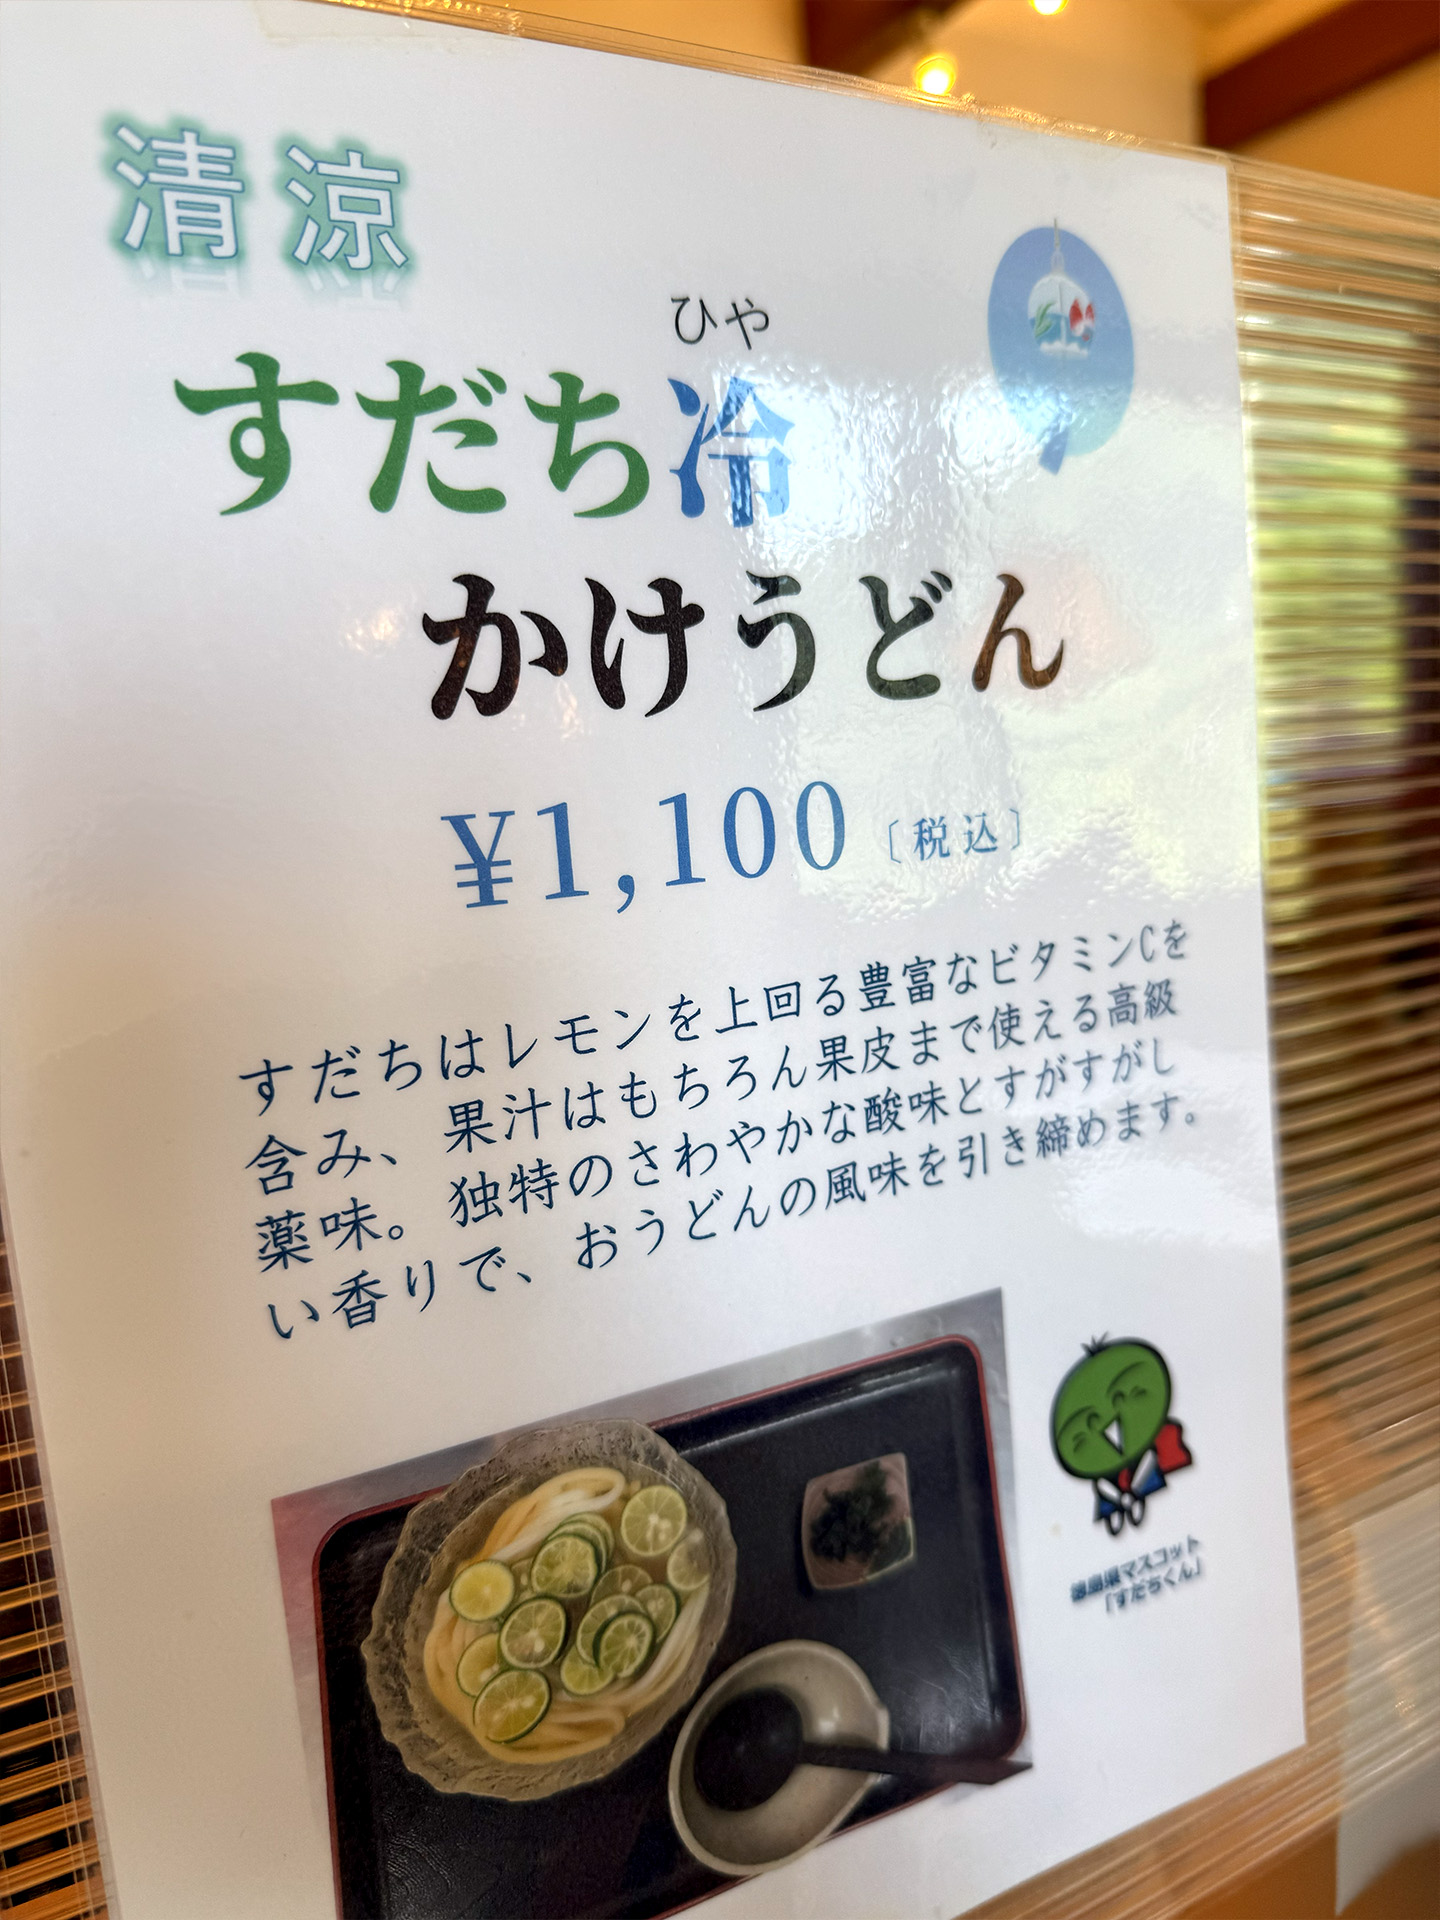 清涼
ひや
すだち冷
かけうどん
¥1,100〔税込〕
すだちはレモンを上回る豊富なビタミンCを
含み、果汁はもちろん果皮まで使える高級
薬味。独特のさわやかな酸味とすがすがし
い香りで、おうどんの風味を引き締めます。
徳島県マスコット
「すだちくん」